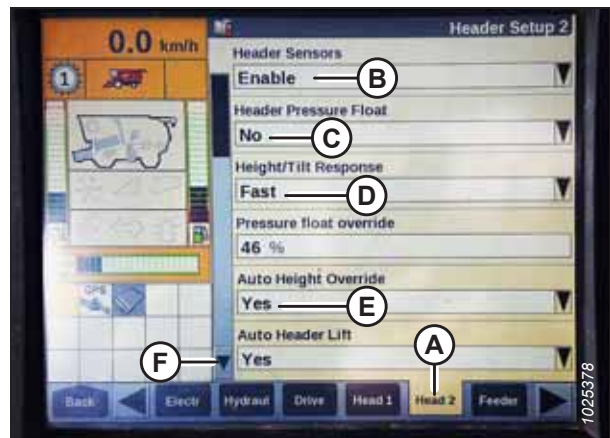 Header Setup 2
0.0 km/h
1
Header Sensors
Enable
B
Header Pressure Float
No
C
Height/Tilt Response
Fast
D
Pressure float override
46 %
Auto Height Override
Yes
E
Auto Header Lift
Yes
F
A
GPS
Back
Electr
Hydraul
Drive
Head 1
Head 2
Feeder
1025378